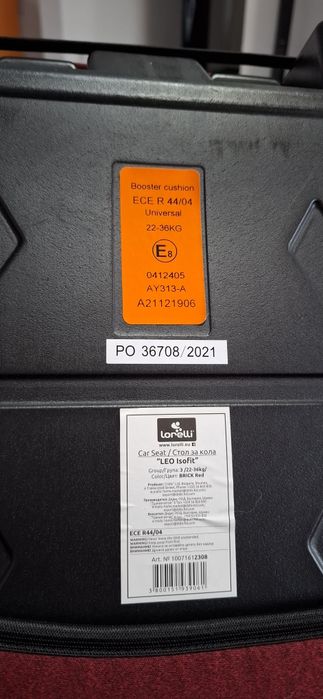 Booster cushion
ECE R 44/04
Universal
22-36KG
E8
0412405
AY313-A
A21121906
PO 36708/2021
lorelli
www.lorelli.eu
Car Seat / Стол за кола
"LEO Isofit"
Group/Група: 3 /22-36kg/
Color/Цвят: BRICK Red
ECE R44/04
Art. № 10071612308
3800151939061